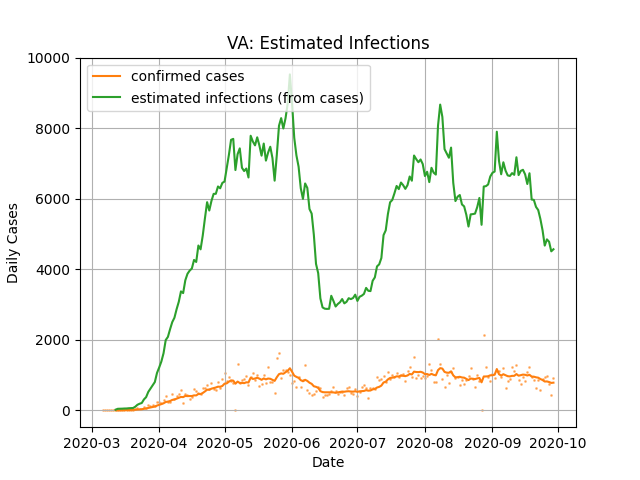 VA: Estimated Infections
confirmed cases
estimated infections (from cases)
Daily Cases
10000
8000
6000
4000
2000
0
2020-03 2020-04 2020-05 2020-06 2020-07 2020-08 2020-09 2020-10
Date